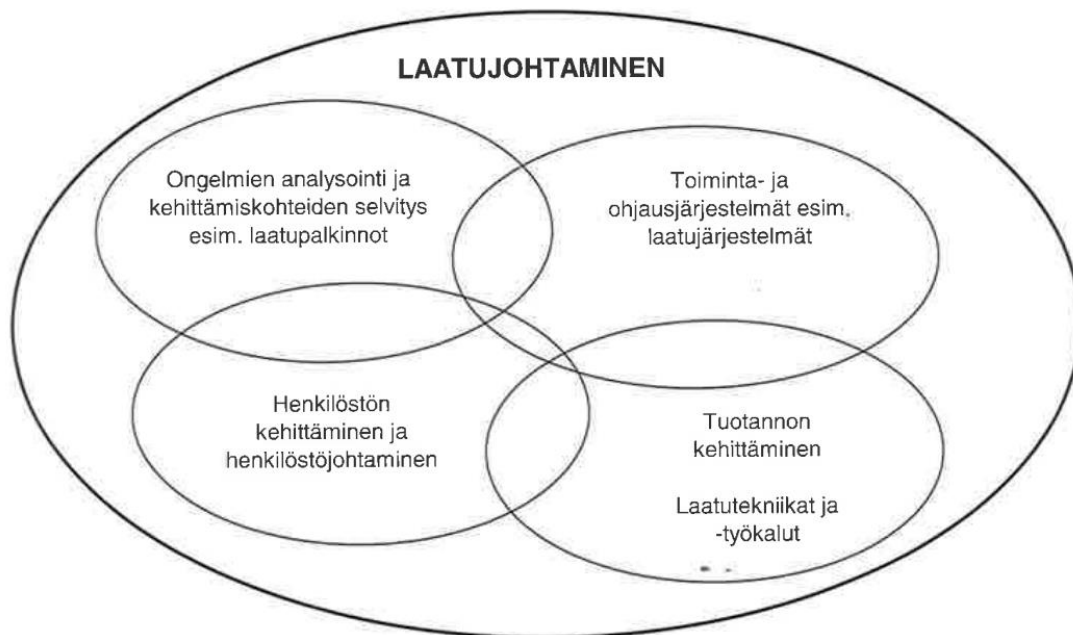 LAATUJOHTAMINEN
Ongelmien analysointi ja
kehittämiskohteiden selvitys
esim. laatupalkinnot
Toiminta- ja
ohjausjärjestelmät esim.
laatujärjestelmät
Henkilöstön
kehittäminen ja
henkilöstöjohtaminen
Tuotannon
kehittäminen
Laatutekniikat ja
-työkalut